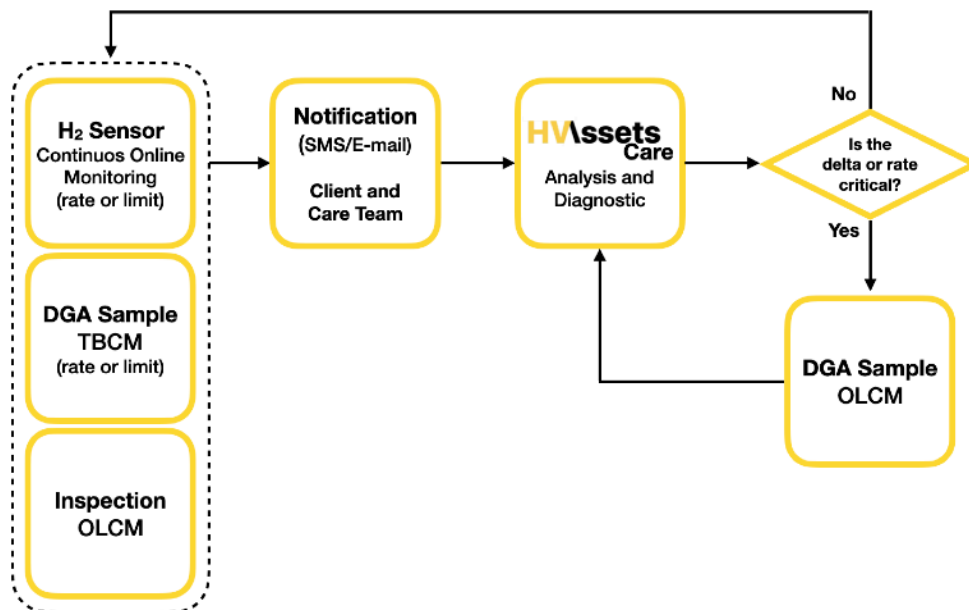 H₂ Sensor
Continuos Online
Monitoring
(rate or limit)
DGA Sample
TBCM
(rate or limit)
Inspection
OLCM
Notification
(SMS/E-mail)
Client and
Care Team
HV Assets
Care
Analysis and
Diagnostic
No
Is the
delta or rate
critical?
Yes
DGA Sample
OLCM